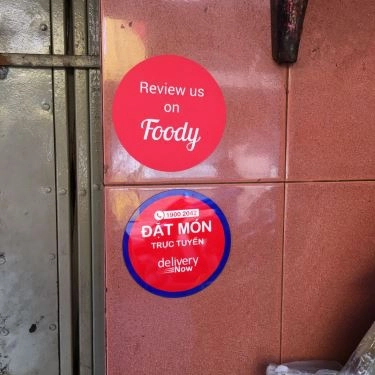 Review us
on
Foody
1900 2042
ĐẶT MÓN
TRỰC TUYẾN
delivery
Now